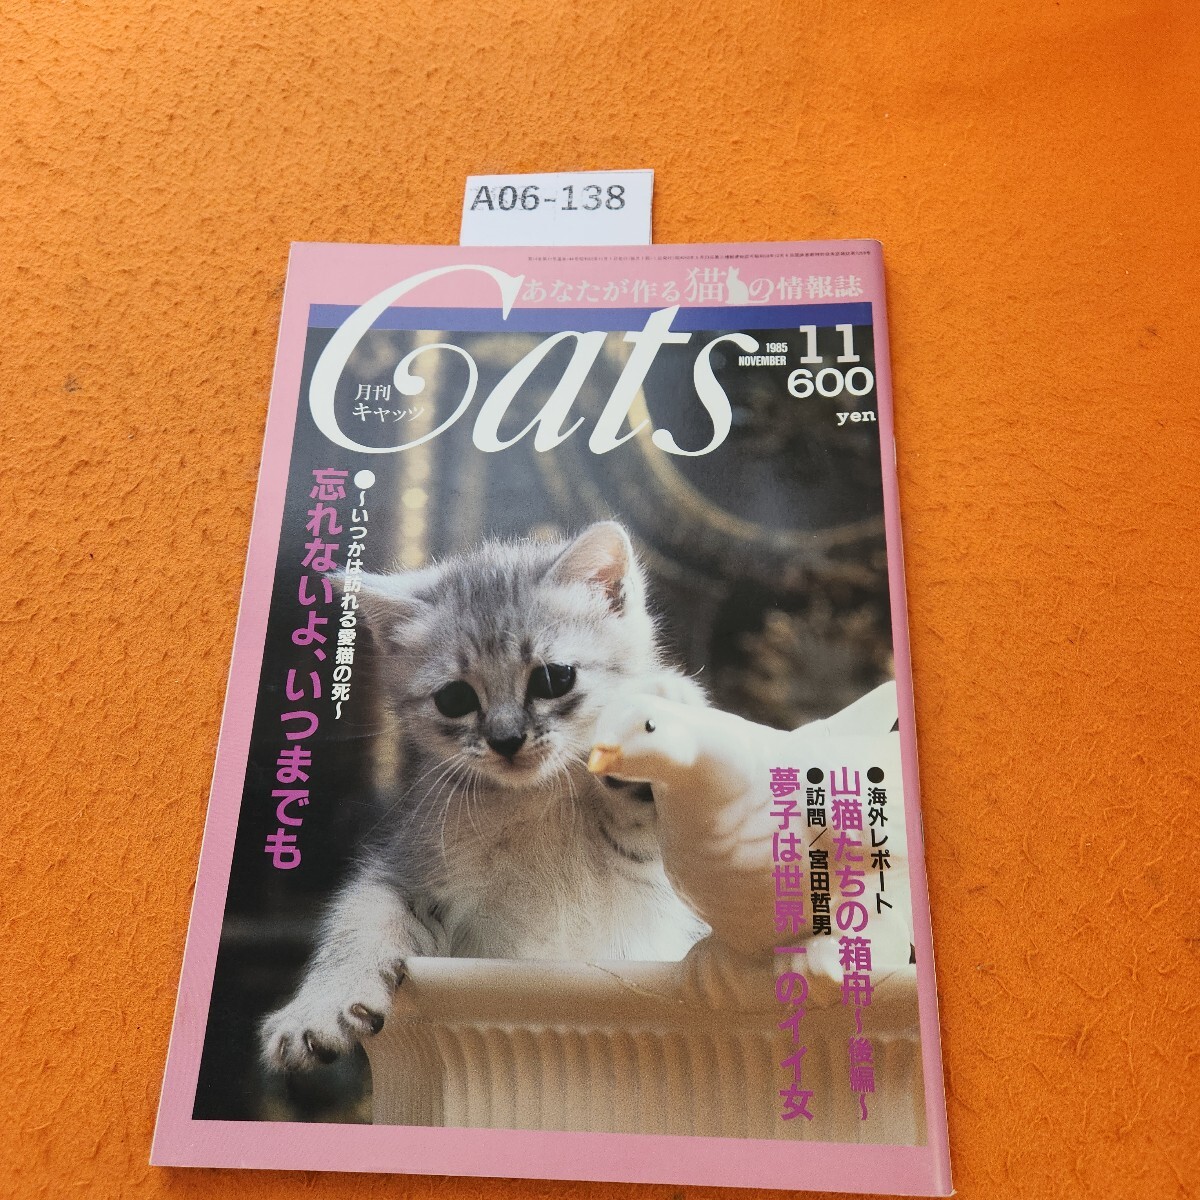 A06-138
あなたが作る猫の情報誌
Cats
月刊
キャッツ
1985
NOVEMBER
11
600
yen
●～いつかは訪れる愛猫の死～
忘れないよ、いつまでも
●海外レポート
山猫たちの箱舟～後編～
●訪問／宮田哲男
夢子は世界一のイイ女